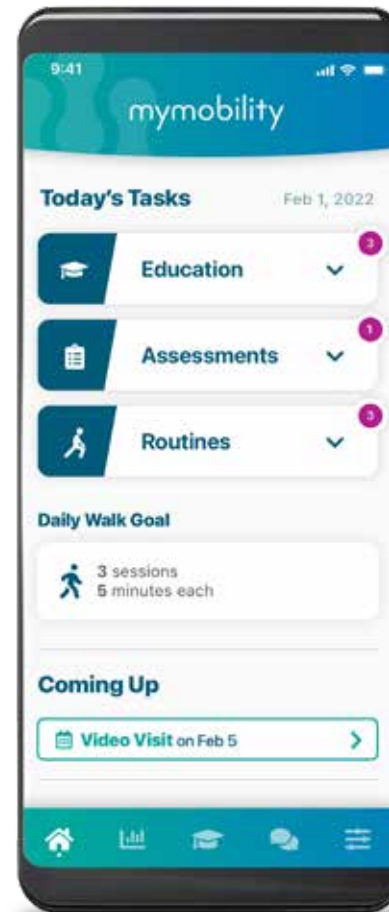 9:41
mymobility
Today's Tasks Feb 1, 2022
3
Education
1
Assessments
3
Routines
Daily Walk Goal
3 sessions
5 minutes each
Coming Up
Video Visit on Feb 5